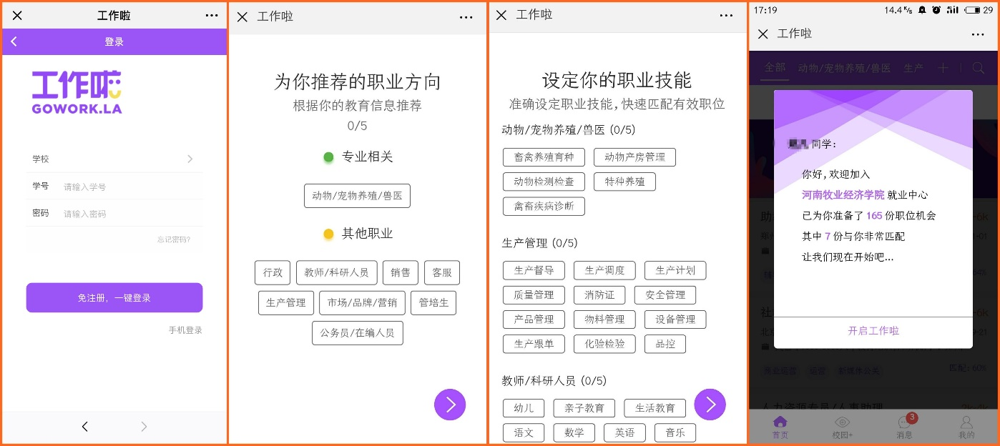 工作啦
登录
工作啦
GOWORK.LA
学校
学号 请输入学号
密码 请输入密码
忘记密码?
免注册，一键登录
手机登录
工作啦
为你推荐的职业方向
根据你的教育信息推荐
0/5
专业相关
动物/宠物养殖/兽医
其他职业
行政 教师/科研人员 销售 客服
生产管理 市场/品牌/营销 管培生
公务员/在编人员
工作啦
设定你的职业技能
准确设定职业技能，快速匹配有效职位
动物/宠物养殖/兽医 (0/5)
畜禽养殖育种 动物产房管理
动物检测检查 特种养殖
禽畜疾病诊断
生产管理 (0/5)
生产督导 生产调度 生产计划
质量管理 消防证 安全管理
产品管理 物料管理 设备管理
生产跟单 化验检验 品控
教师/科研人员 (0/5)
幼儿 亲子教育 生活教育
语文 数学 英语 音乐
17:19 14.4 K/s 29
工作啦
全部 动物/宠物养殖/兽医 生产
同学：
你好，欢迎加入
河南牧业经济学院 就业中心
已为你准备了 165 份职位机会
其中 7 份与你非常匹配
让我们现在开始吧...
开启工作啦
商业运营 运营 新媒体公关 匹配: 60%
人力资源专员/人事助理
首页 校园+ 消息 3 我的